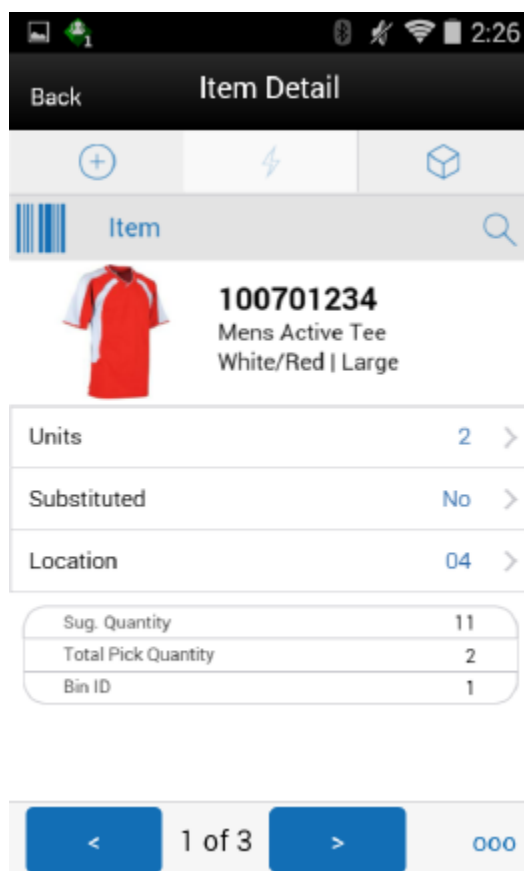 1
2:26
Back
Item Detail
Item
100701234
Mens Active Tee
White/Red | Large
Units 2 >
Substituted No >
Location 04 >
Sug. Quantity 11
Total Pick Quantity 2
Bin ID 1
< 1 of 3 > ooo